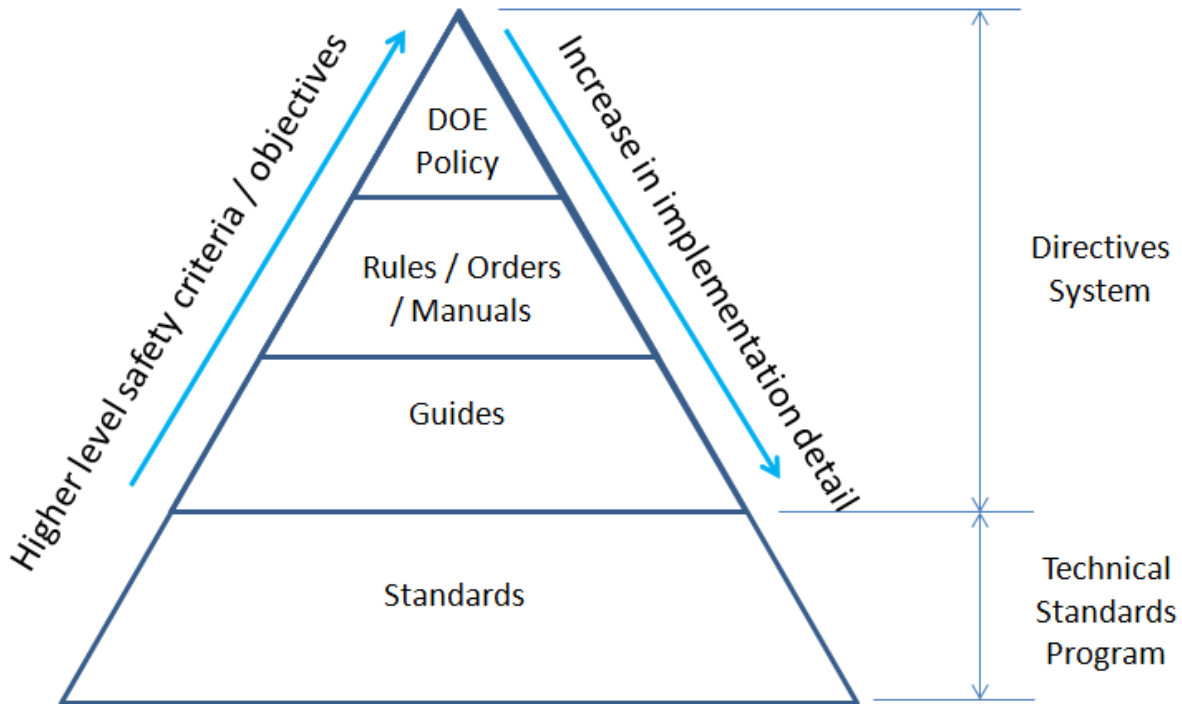 Higher level safety criteria / objectives
Increase in implementation detail
DOE
Policy
Rules / Orders
/ Manuals
Guides
Standards
Directives
System
Technical
Standards
Program